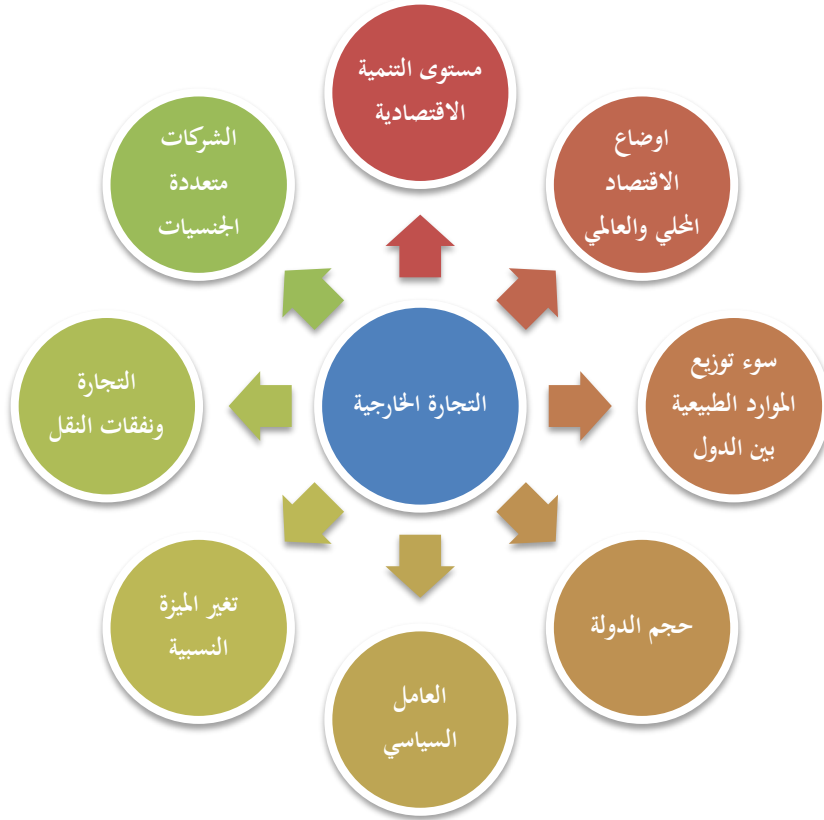 مستوى التنمية
الاقتصادية
اوضاع
الاقتصاد
المحلي والعالمي
سوء توزيع
الموارد الطبيعية
بين الدول
حجم الدولة
العامل
السياسي
تغير الميزة
النسبية
التجارة
ونفقات النقل
الشركات
متعددة
الجنسيات
التجارة الخارجية